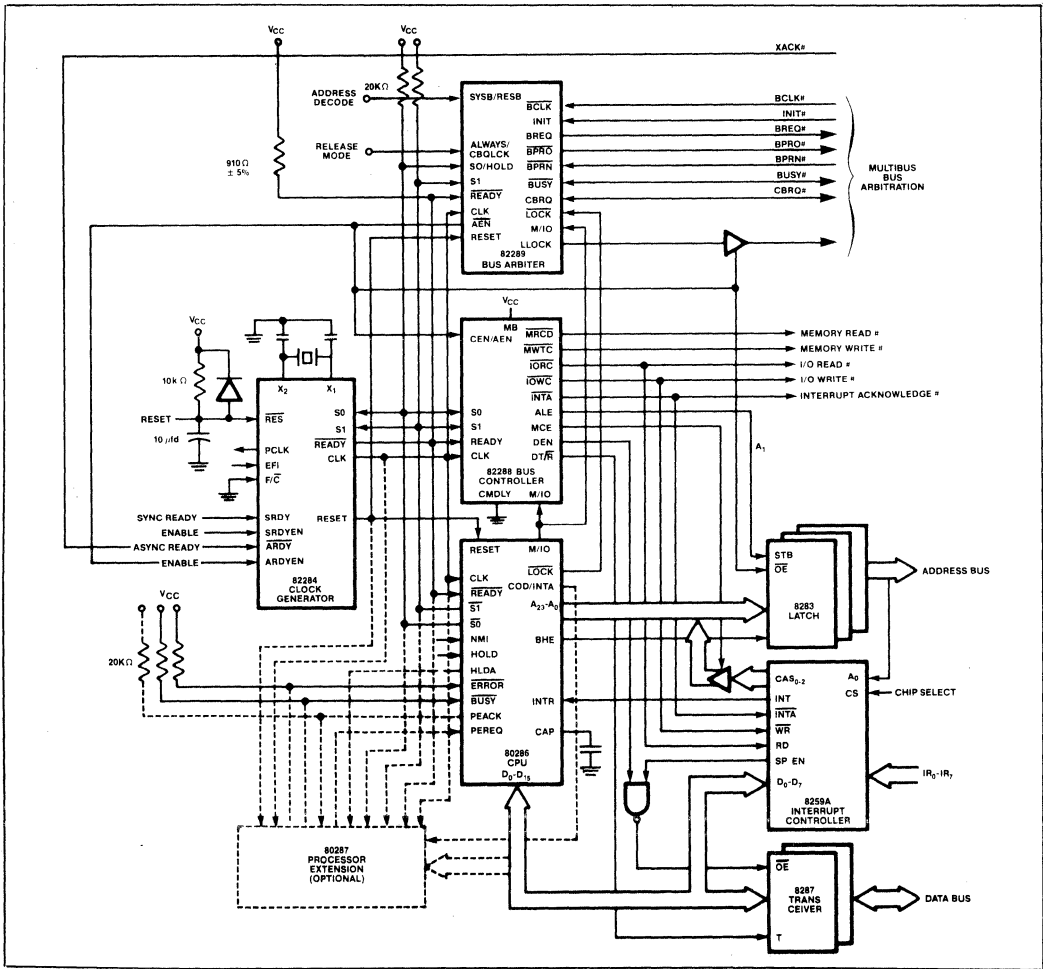 VCC
VCC
XACK#
ADDRESS
DECODE
20KΩ
RELEASE
MODE
910Ω
± 5%
SYSB/RESB
ALWAYS/
CBQLCK
SO/HOLD
S1
READY
CLK
AEN
RESET
BCLK
INIT
BREQ
BPRO
BPRN
BUSY
CBRQ
LOCK
M/IO
LLOCK
82289
BUS ARBITER
BCLK#
INIT#
BREQ#
BPRO#
BPRN#
BUSY#
CBRQ#
MULTIBUS
BUS
ARBITRATION
VCC
MB
CEN/AEN
S0
S1
READY
CLK
MRCD
MWTC
IORC
IOWC
INTA
ALE
MCE
DEN
DT/R
82288 BUS
CONTROLLER
CMDLY
M/IO
MEMORY READ #
MEMORY WRITE #
I/O READ #
I/O WRITE #
INTERRUPT ACKNOWLEDGE #
A1
VCC
10kΩ
RESET
10 µfd
X2
X1
RES
PCLK
EFI
F/C
SYNC READY
ENABLE
ASYNC READY
ENABLE
SRDY
SRDYEN
ARDY
ARDYEN
S0
S1
READY
CLK
RESET
82284
CLOCK
GENERATOR
VCC
20KΩ
RESET
M/IO
CLK
READY
S1
S0
NMI
HOLD
HLDA
ERROR
BUSY
PEACK
PEREQ
LOCK
COD/INTA
A23-A0
BHE
INTR
CAP
80286
CPU
D0-D15
STB
OE
8283
LATCH
ADDRESS BUS
CAS0-2
INT
INTA
WR
RD
SP EN
D0-D7
A0
CS
CHIP SELECT
IR0-IR7
8259A
INTERRUPT
CONTROLLER
80287
PROCESSOR
EXTENSION
(OPTIONAL)
OE
8287
TRANS
CEIVER
T
DATA BUS